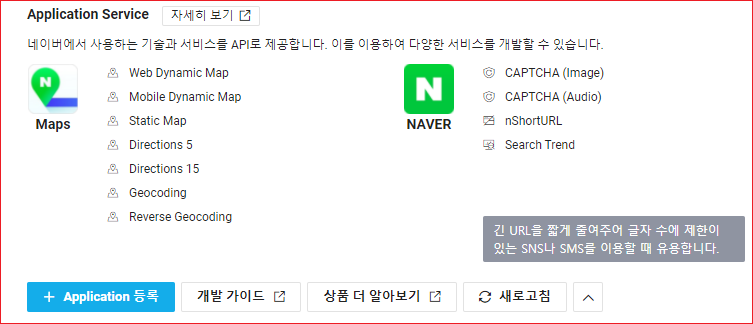 Application Service 자세히 보기
네이버에서 사용하는 기술과 서비스를 API로 제공합니다. 이를 이용하여 다양한 서비스를 개발할 수 있습니다.
N
Maps
Web Dynamic Map
Mobile Dynamic Map
Static Map
Directions 5
Directions 15
Geocoding
Reverse Geocoding
N
NAVER
CAPTCHA (Image)
CAPTCHA (Audio)
nShortURL
Search Trend
긴 URL을 짧게 줄여주어 글자 수에 제한이
있는 SNS나 SMS를 이용할 때 유용합니다.
+ Application 등록 개발 가이드 상품 더 알아보기 새로고침